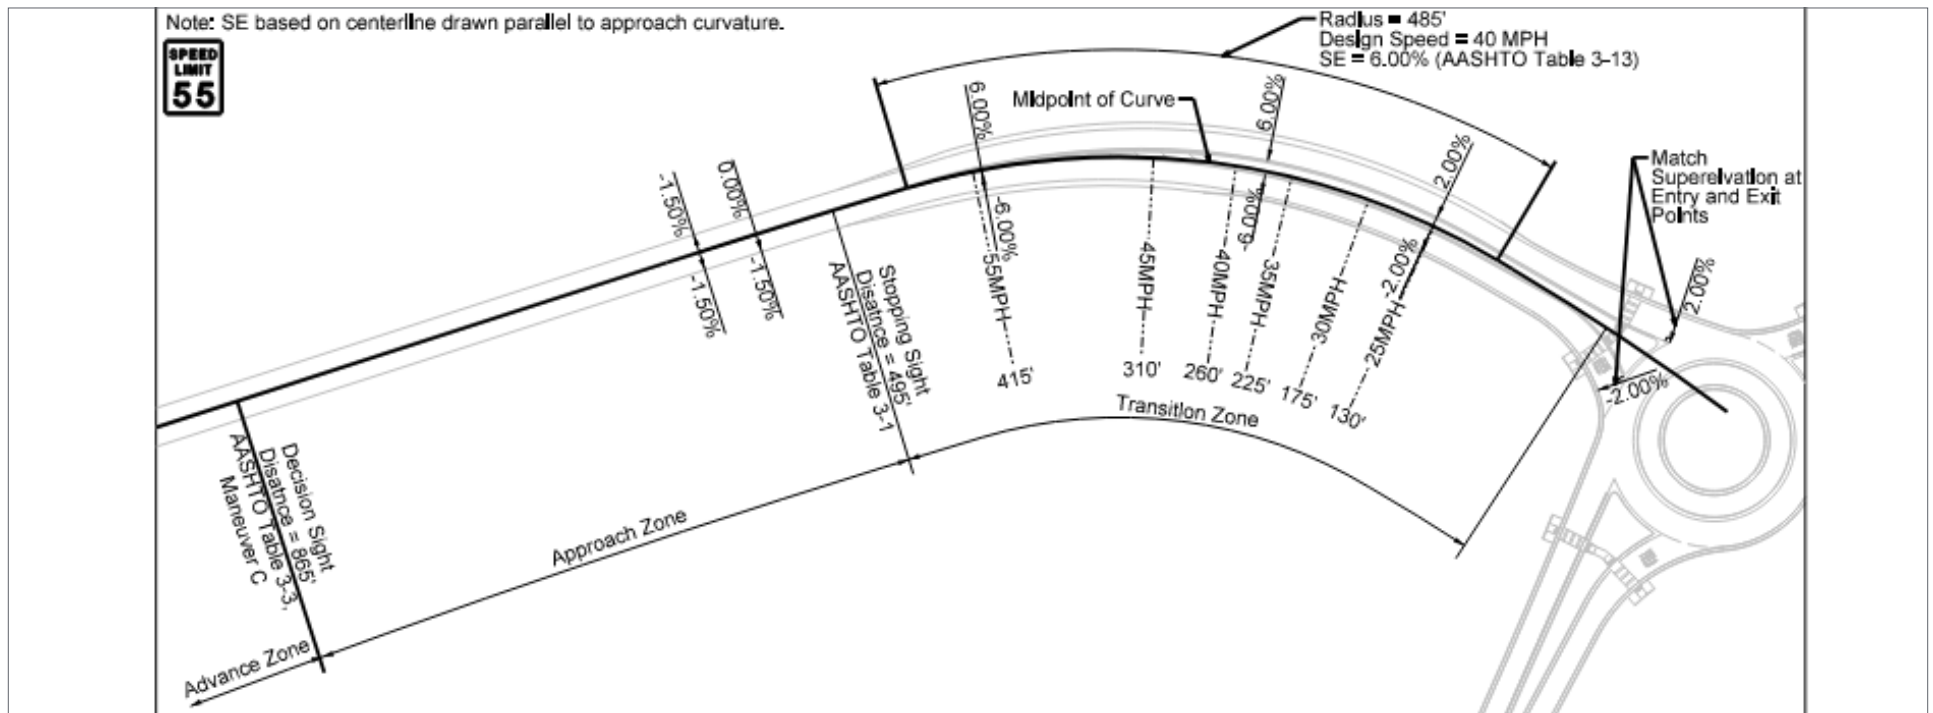 Note: SE based on centerline drawn parallel to approach curvature.
SPEED
LIMIT
55
Radius = 485'
Design Speed = 40 MPH
SE = 6.00% (AASHTO Table 3-13)
Midpoint of Curve
6.00%
6.00%
2.00%
Match
Superelvation at
Entry and Exit
Points
-1.50%
0.00%
-1.50%
-1.50%
-6.00%
-6.00%
-2.00%
2.00%
-2.00%
55MPH
45MPH
40MPH
35MPH
30MPH
25MPH
415'
310'
260'
225'
175'
130'
Stopping Sight
Disatnce = 495'
AASHTO Table 3-1
Transition Zone
Decision Sight
Disatnce = 865'
AASHTO Table 3-3,
Maneuver C
Approach Zone
Advance Zone